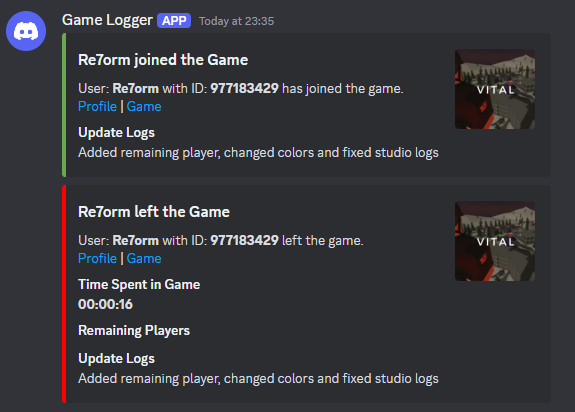 Game Logger APP Today at 23:35
Re7orm joined the Game
User: Re7orm with ID: 977183429 has joined the game.
Profile | Game
Update Logs
Added remaining player, changed colors and fixed studio logs
VITAL
Re7orm left the Game
User: Re7orm with ID: 977183429 left the game.
Profile | Game
Time Spent in Game
00:00:16
Remaining Players
Update Logs
Added remaining player, changed colors and fixed studio logs
VITAL